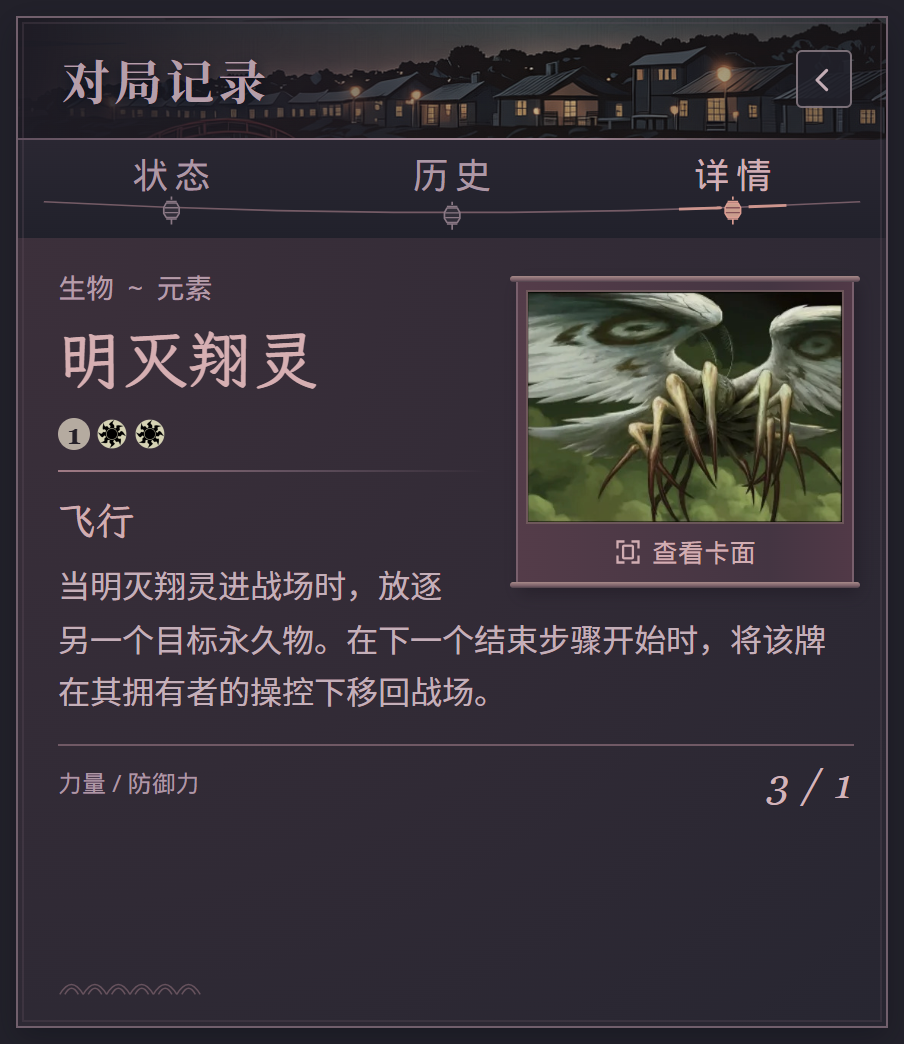 对局记录
状态
历史
详情
生物 ~ 元素
明灭翔灵
1
查看卡面
飞行
当明灭翔灵进战场时，放逐
另一个目标永久物。在下一个结束步骤开始时，将该牌
在其拥有者的操控下移回战场。
力量 / 防御力
3 / 1